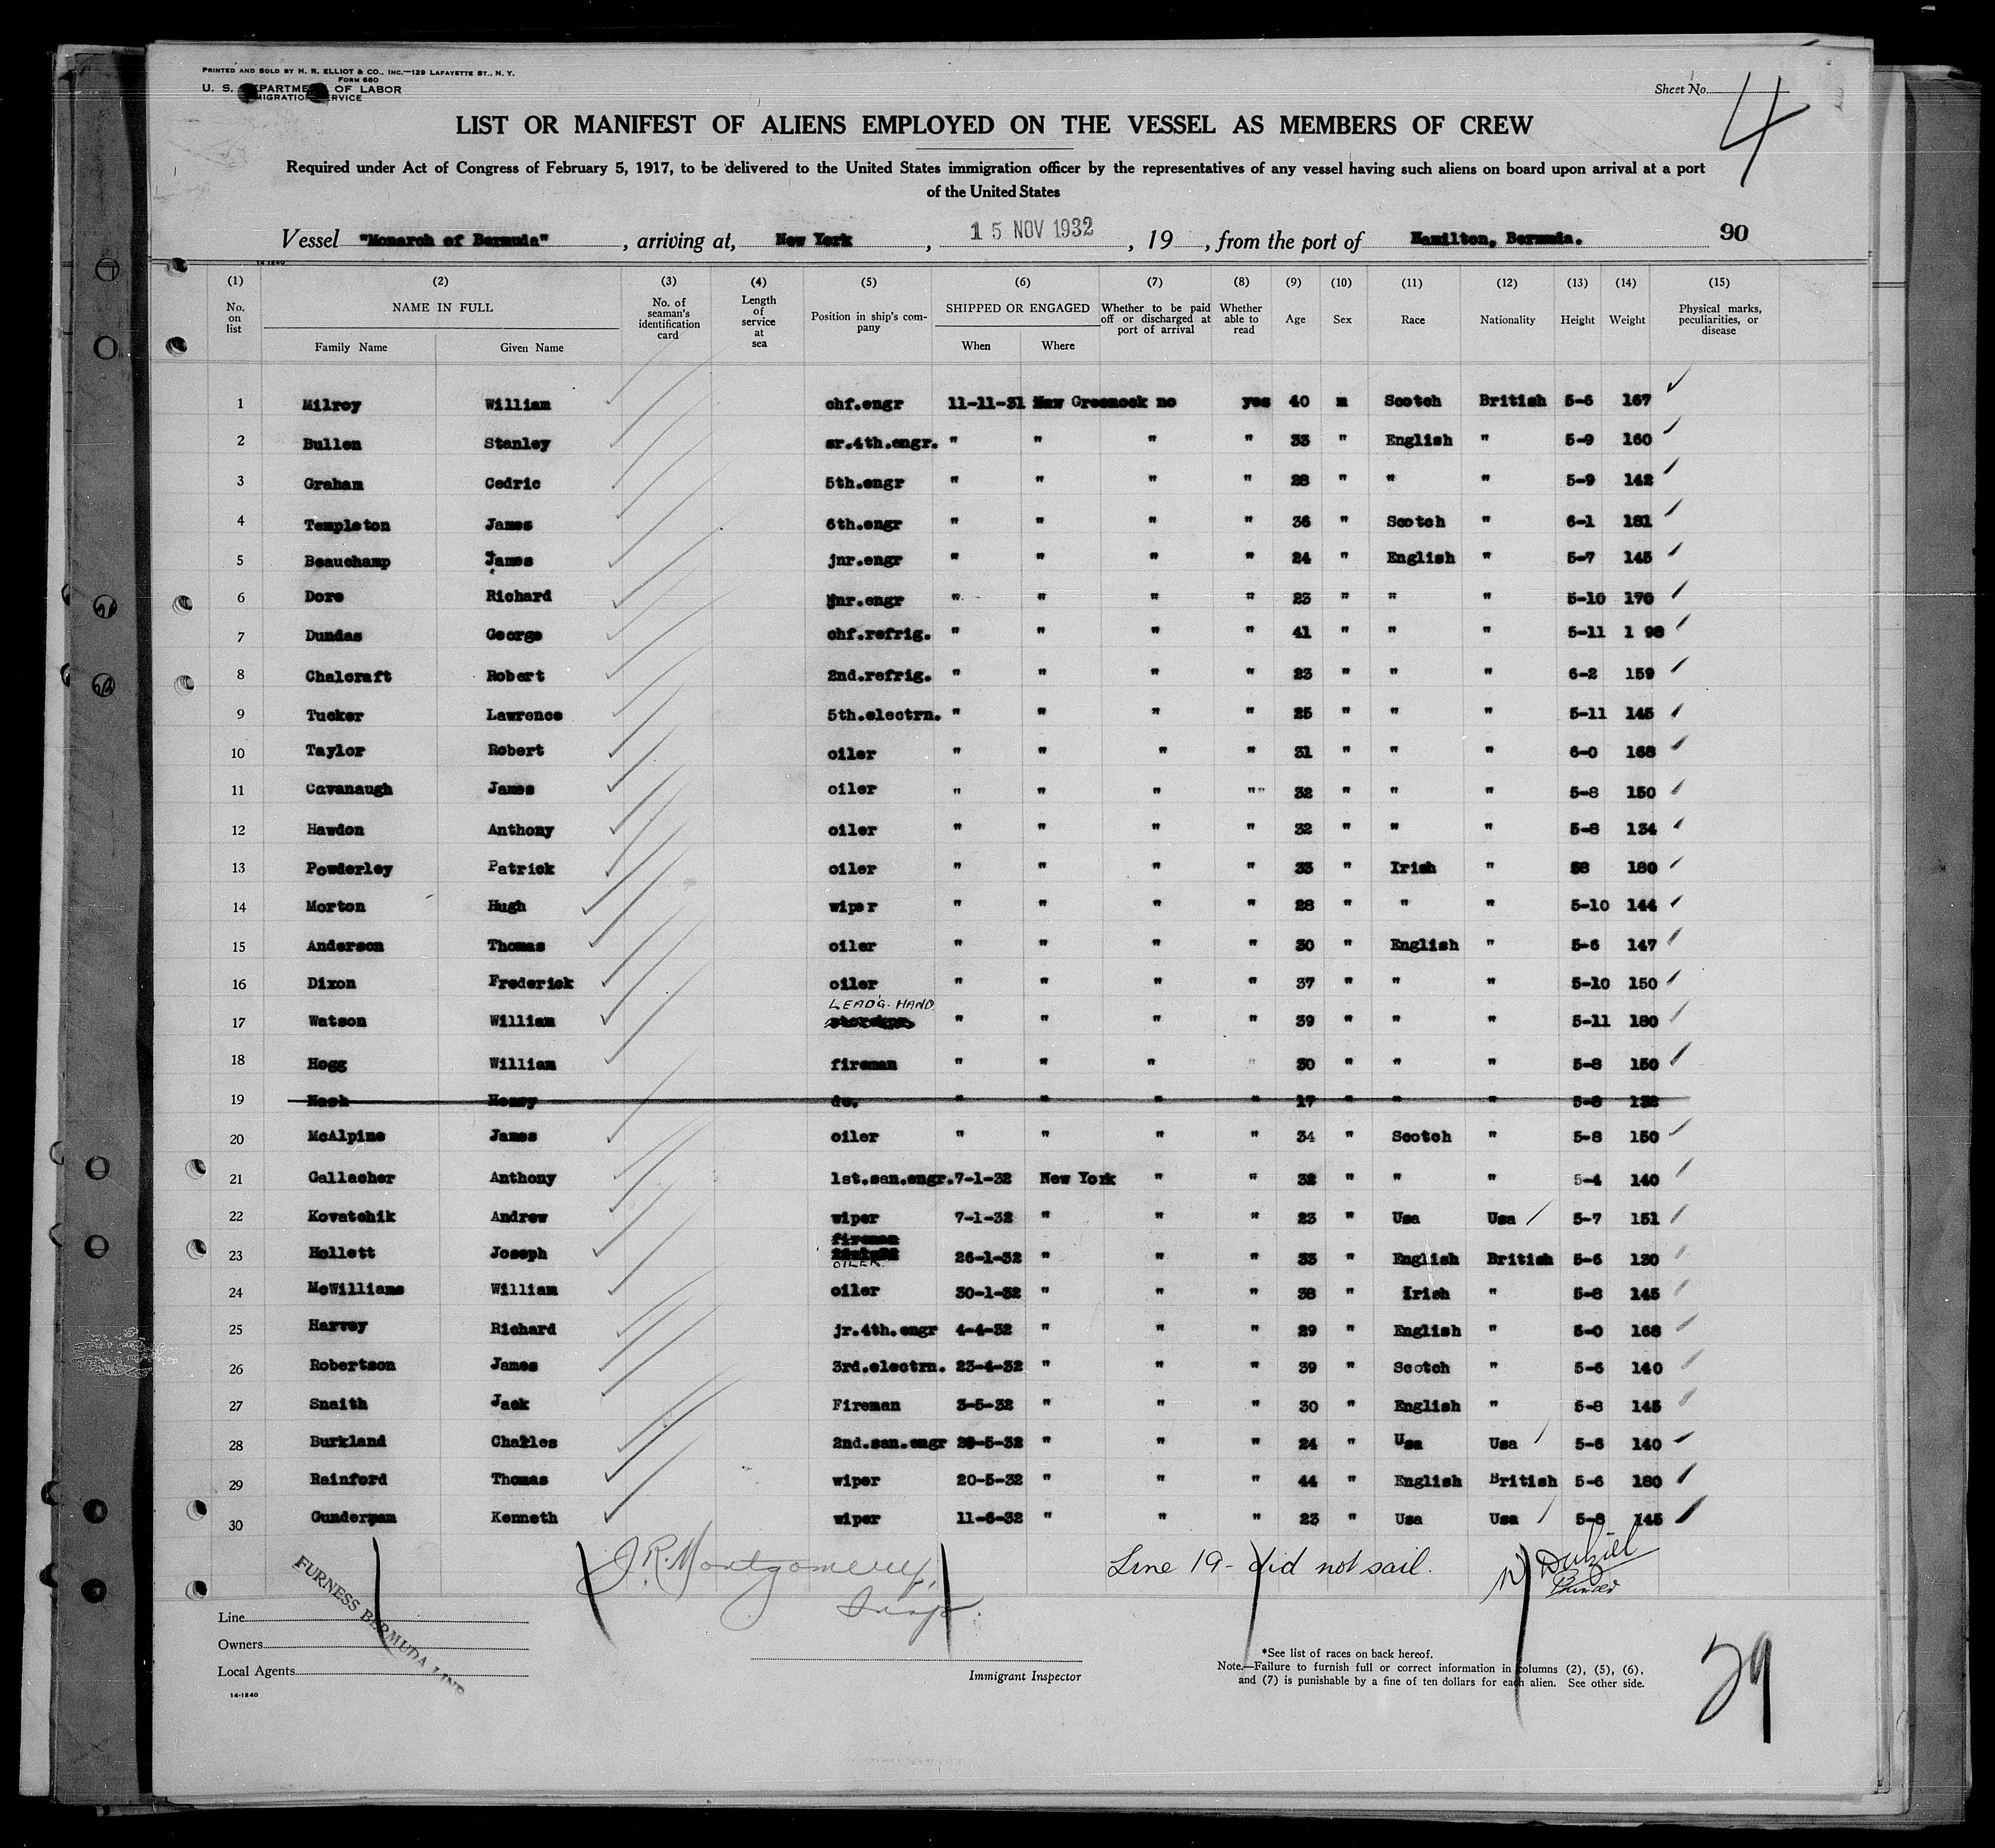 PRINTED AND SOLD BY H. R. ELLIOT & CO., INC.—129 LAFAYETTE ST., N. Y.
FORM 680
U. S. DEPARTMENT OF LABOR
IMMIGRATION SERVICE
Sheet No. 4
LIST OR MANIFEST OF ALIENS EMPLOYED ON THE VESSEL AS MEMBERS OF CREW
Required under Act of Congress of February 5, 1917, to be delivered to the United States immigration officer by the representatives of any vessel having such aliens on board upon arrival at a port
of the United States
Vessel "Monarch of Bermuda", arriving at, New York, 15 NOV 1932, 19, from the port of Hamilton, Bermuda. 90
14-1240
(1) (2) (3) (4) (5) (6) (7) (8) (9) (10) (11) (12) (13) (14) (15)
No. on list NAME IN FULL Family Name Given Name No. of seaman's identification card Length of service at sea Position in ship's company SHIPPED OR ENGAGED When Where Whether to be paid off or discharged at port of arrival Whether able to read Age Sex Race Nationality Height Weight Physical marks, peculiarities, or disease
1 Milroy William chf.engr 11-11-31 Greenock no yes 40 m Scotch British 5-6 167
2 Bullen Stanley sr.4th.engr. " " " " 33 " English " 5-9 160
3 Graham Cedric 5th.engr " " " " 28 " " " 5-9 142
4 Templeton James 6th.engr " " " " 36 " Scotch " 6-1 181
5 Beauchamp James jnr.engr " " " " 24 " English " 5-7 145
6 Dore Richard jnr.engr " " " " 23 " " " 5-10 170
7 Dundas George chf.refrig. " " " " 41 " " " 5-11 1 98
8 Chalcraft Robert 2nd.refrig. " " " " 23 " " " 6-2 159
9 Tucker Lawrence 5th.electrn. " " " " 25 " " " 5-11 145
10 Taylor Robert oiler " " " " 31 " " " 6-0 168
11 Cavanaugh James oiler " " " "" 32 " " " 5-8 150
12 Hawdon Anthony oiler " " " " 32 " " " 5-8 134
13 Powderley Patrick oiler " " " " 33 " Irish " 58 180
14 Morton Hugh wiper " " " " 28 " " " 5-10 144
15 Anderson Thomas oiler " " " " 30 " English " 5-6 147
16 Dixon Frederick oiler " " " " 37 " " " 5-10 150
LEAD'G. HAND
17 Watson William storekpr " " " " 39 " " " 5-11 180
18 Hogg William fireman " " " " 30 " " " 5-8 150
19 Nash Henry do. " " " " 17 " " " 5-8 132
20 McAlpine James oiler " " " " 34 " Scotch " 5-8 150
21 Gallacher Anthony 1st.san.engr. 7-1-32 New York " " 32 " " " 5-4 140
22 Kovatchik Andrew wiper 7-1-32 " " " 23 " Usa Usa 5-7 151
fireman
23 Hollett Joseph 26-1-32 " " " 33 " English British 5-6 130
OILER
24 McWilliams William oiler 30-1-32 " " " 38 " Irish " 5-8 145
25 Harvey Richard jr.4th.engr 4-4-32 " " " 29 " English " 5-0 168
26 Robertson James 3rd.electrn. 23-4-32 " " " 39 " Scotch " 5-6 140
27 Snaith Jack Fireman 3-5-32 " " " 30 " English " 5-8 145
28 Burkland Charles 2nd.san.engr 20-5-32 " " " 24 " Usa Usa 5-6 140
29 Rainford Thomas wiper 20-5-32 " " " 44 " English British 5-6 180
30 Gunderman Kenneth wiper 11-6-32 " " " 23 " Usa Usa 5-8 145
J.R. Montgomery,
Insp.
Line 19 - did not sail.
Dalziel
Purser
FURNESS BERMUDA LINE
Line
Owners
Local Agents
14-1240
Immigrant Inspector
*See list of races on back hereof.
Note.—Failure to furnish full or correct information in columns (2), (5), (6),
and (7) is punishable by a fine of ten dollars for each alien. See other side.
29